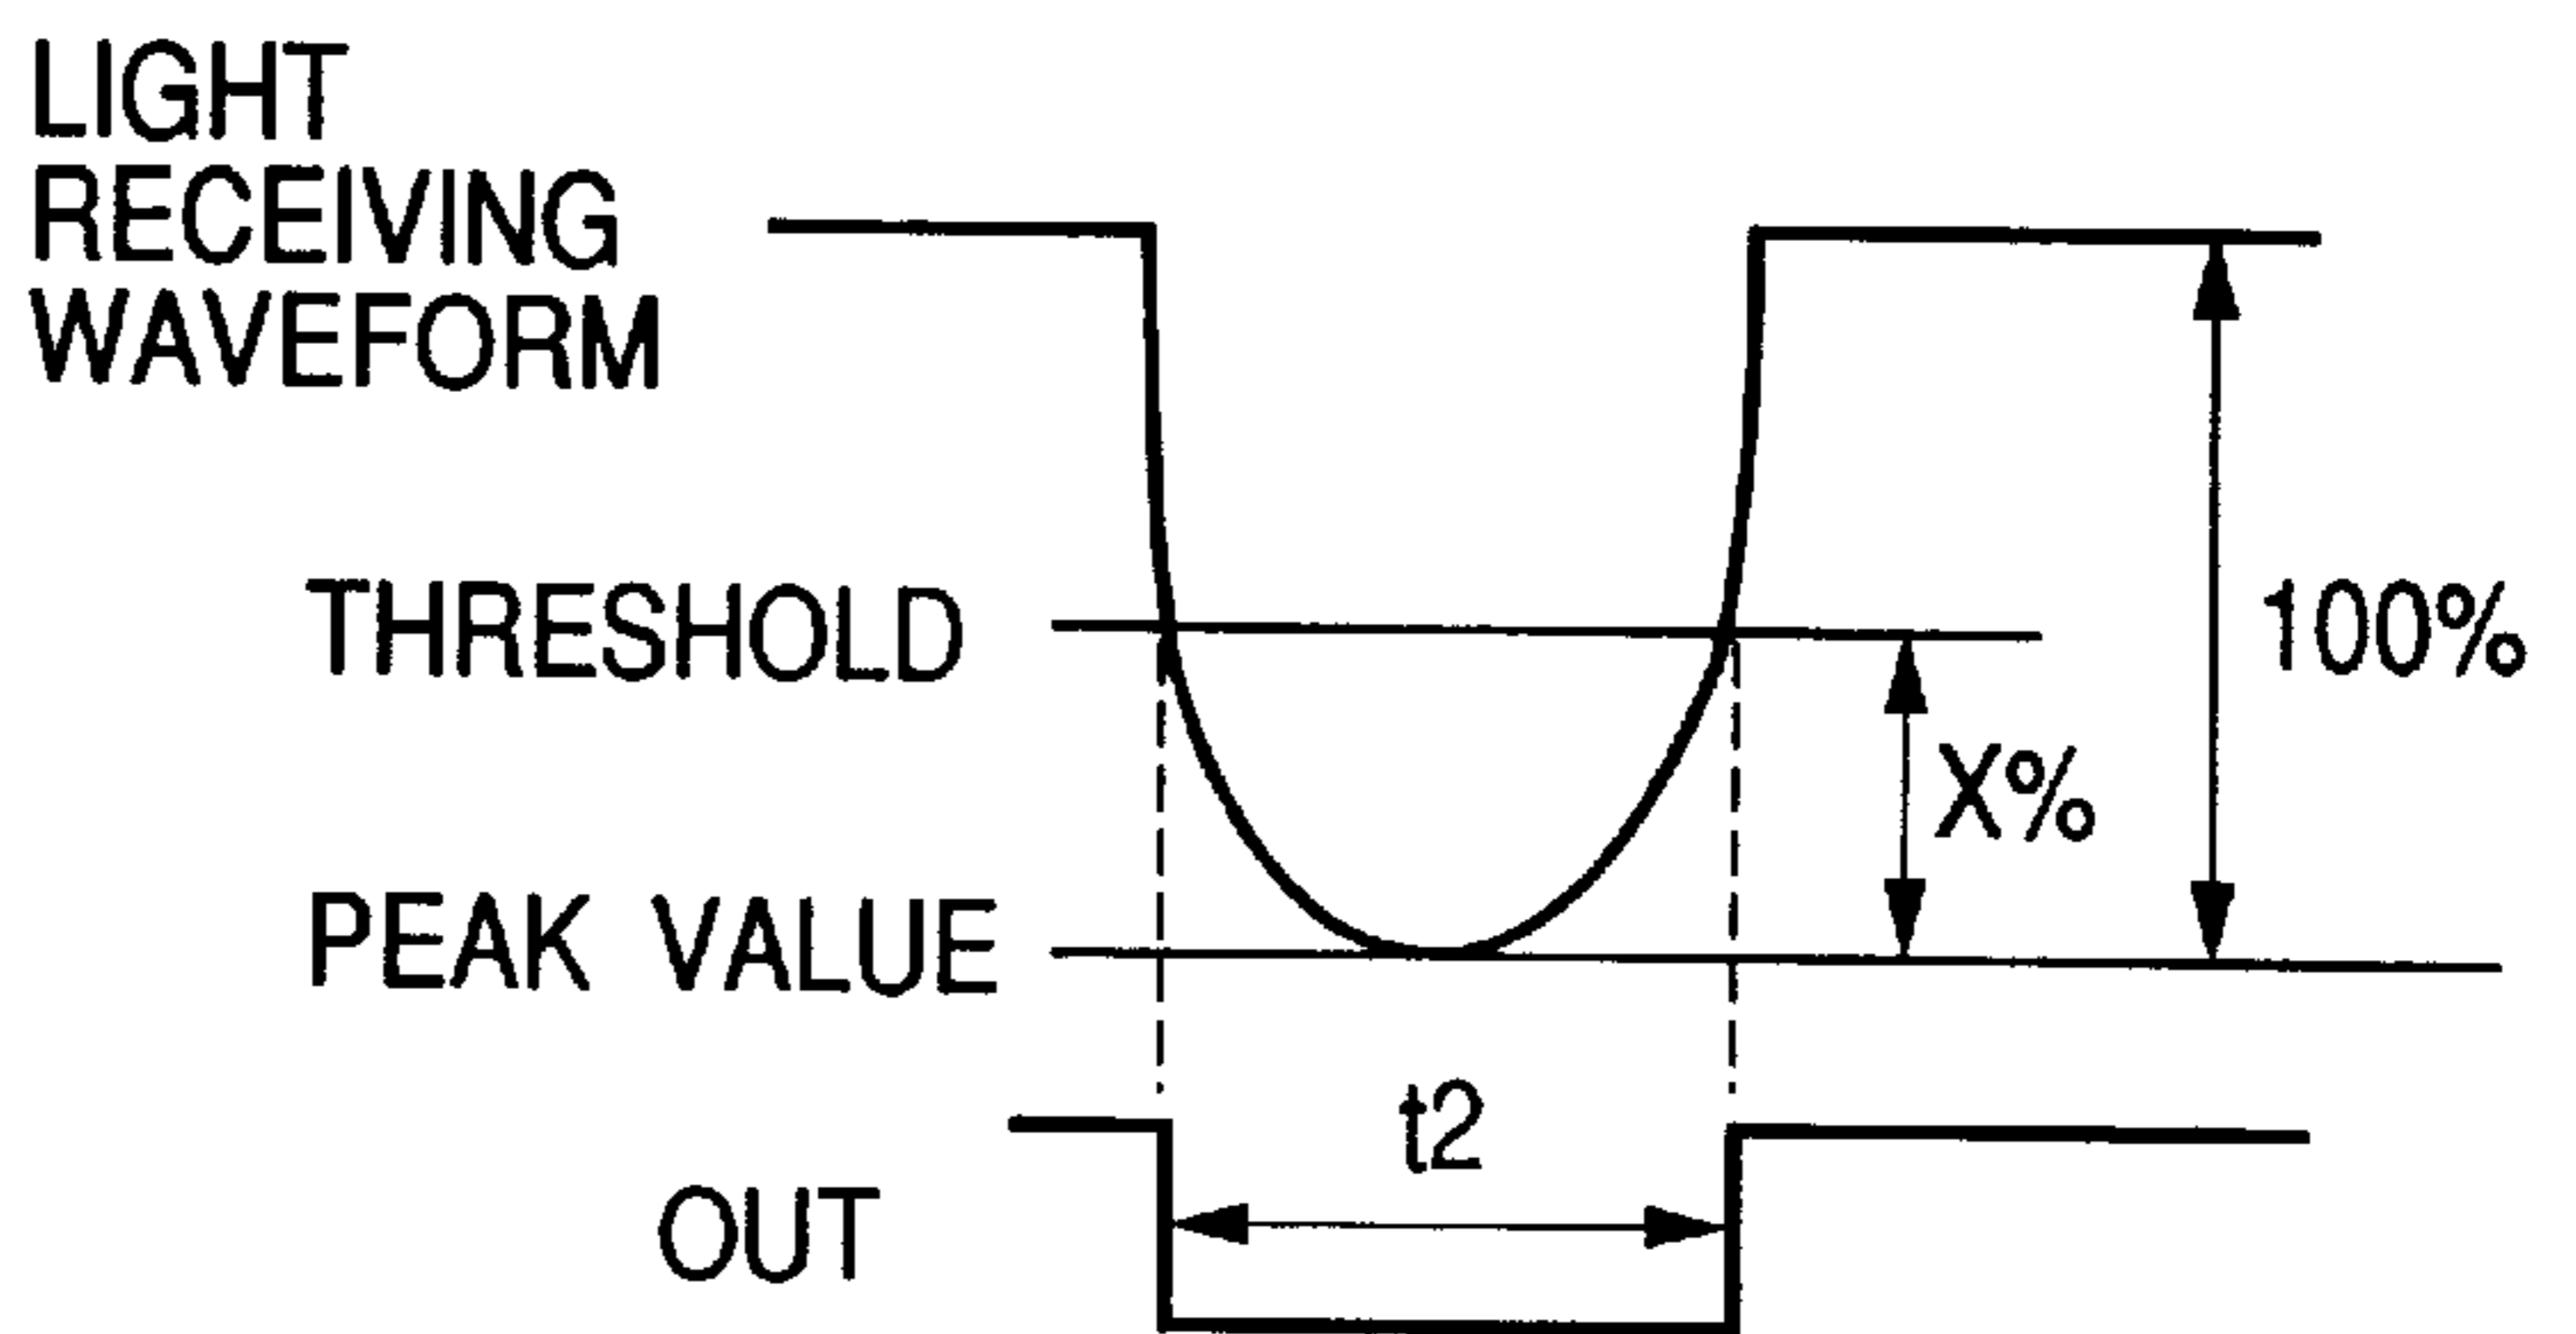 LIGHT
RECEIVING
WAVEFORM
THRESHOLD
100%
X%
PEAK VALUE
t2
OUT